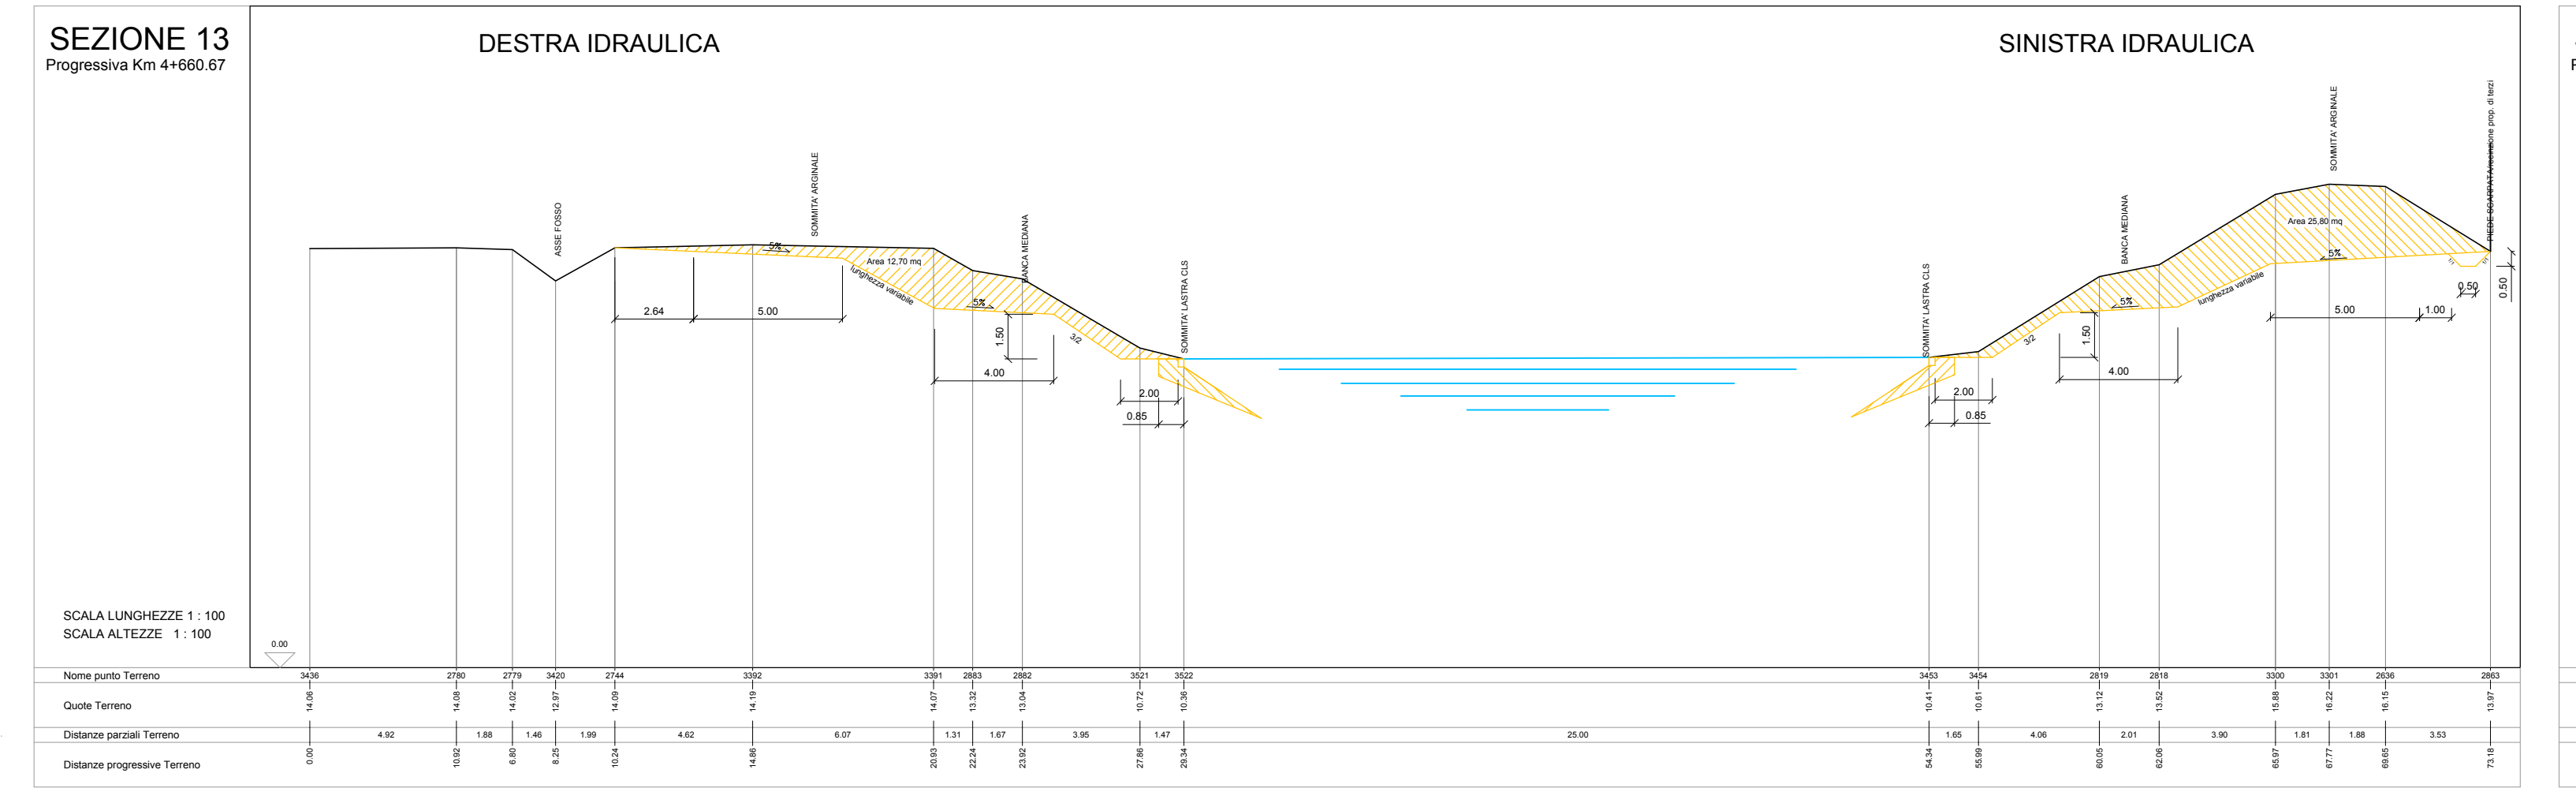 SEZIONE 13
Progressiva Km 4+660.67
DESTRA IDRAULICA
SINISTRA IDRAULICA
ASSE FOSSO
SOMMITA' ARGINALE
BANCA MEDIANA
SOMMITA' LASTRA CLS
SOMMITA' LASTRA CLS
BANCA MEDIANA
SOMMITA' ARGINALE
PIEDE SCARPATA/recinzione prop. di terzi
5%
Area 12,70 mq
lunghezza variabile
5%
2.64
5.00
1.50
3/2
4.00
2.00
0.85
Area 25,80 mq
5%
lunghezza variabile
5%
1/1
1/1
0.50
0.50
5.00
1.00
1.50
3/2
4.00
2.00
0.85
SCALA LUNGHEZZE 1 : 100
SCALA ALTEZZE 1 : 100
0.00
Nome punto Terreno 3436 2780 2779 3420 2744 3392 3391 2883 2882 3521 3522 3453 3454 2819 2818 3300 3301 2636 2863
Quote Terreno 14.06 14.08 14.02 12.97 14.09 14.19 14.07 13.32 13.04 10.72 10.36 10.41 10.61 13.12 13.52 15.88 16.22 16.15 13.97
Distanze parziali Terreno 4.92 1.88 1.46 1.99 4.62 6.07 1.31 1.67 3.95 1.47 25.00 1.65 4.06 2.01 3.90 1.81 1.88 3.53
Distanze progressive Terreno 0.00 10.92 6.80 8.25 10.24 14.86 20.93 22.24 23.92 27.86 29.34 54.34 55.99 60.05 62.06 65.97 67.77 69.65 73.18